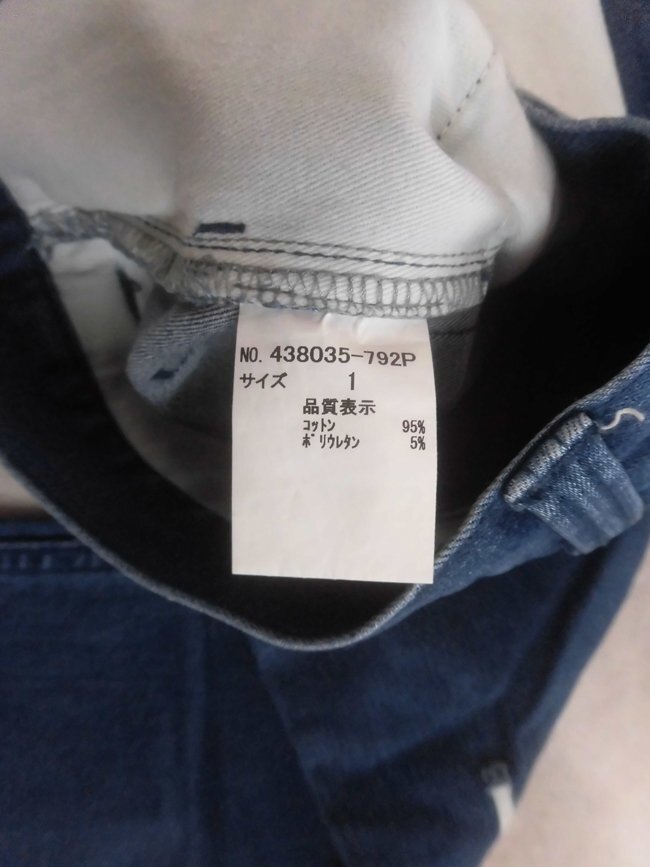 NO. 438035-792P
サイズ 1
品質表示
コットン 95%
ポリウレタン 5%